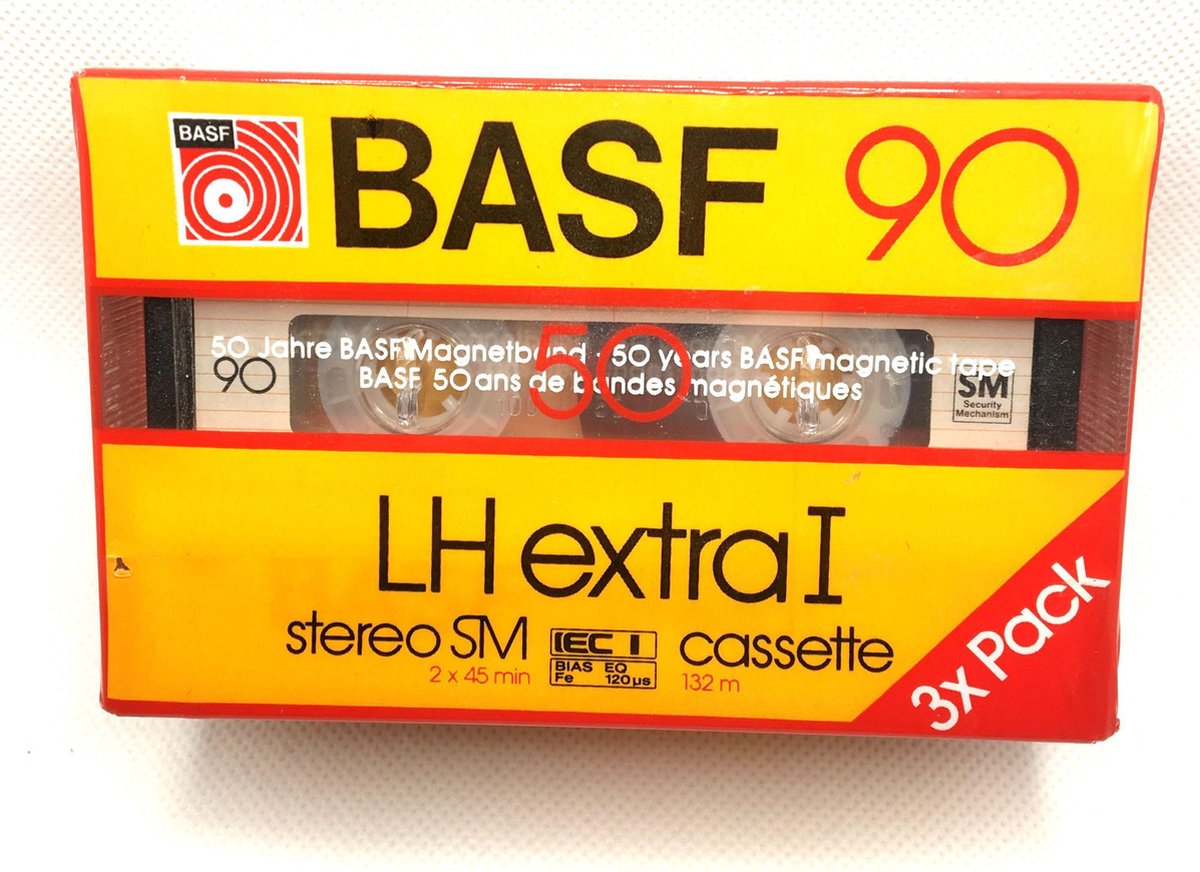 BASF
BASF 90
50
50 Jahre BASF Magnetband · 50 years BASF magnetic tape
BASF 50 ans de bandes magnétiques
90
SM
Security
Mechanism
LH extra I
stereo SM IEC I cassette
2 x 45 min
BIAS EQ
Fe 120µs
132 m
3x Pack